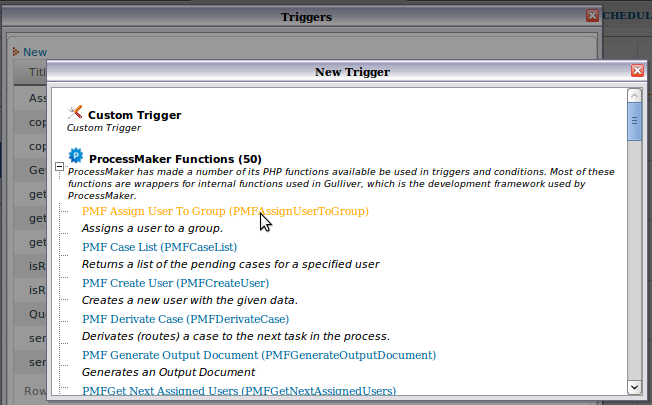 Triggers
CHEDUL
New
Titl
New Trigger
Ass
cop
cop
Ge
get
get
get
isR
isR
Qu
ser
ser
Row
Custom Trigger
Custom Trigger
ProcessMaker Functions (50)
ProcessMaker has made a number of its PHP functions available be used in triggers and conditions. Most of these
functions are wrappers for internal functions used in Gulliver, which is the development framework used by
ProcessMaker.
PMF Assign User To Group (PMFAssignUserToGroup)
Assigns a user to a group.
PMF Case List (PMFCaseList)
Returns a list of the pending cases for a specified user
PMF Create User (PMFCreateUser)
Creates a new user with the given data.
PMF Derivate Case (PMFDerivateCase)
Derivates (routes) a case to the next task in the process.
PMF Generate Output Document (PMFGenerateOutputDocument)
Generates an Output Document
PMFGet Next Assigned Users (PMFGetNextAssignedUsers)